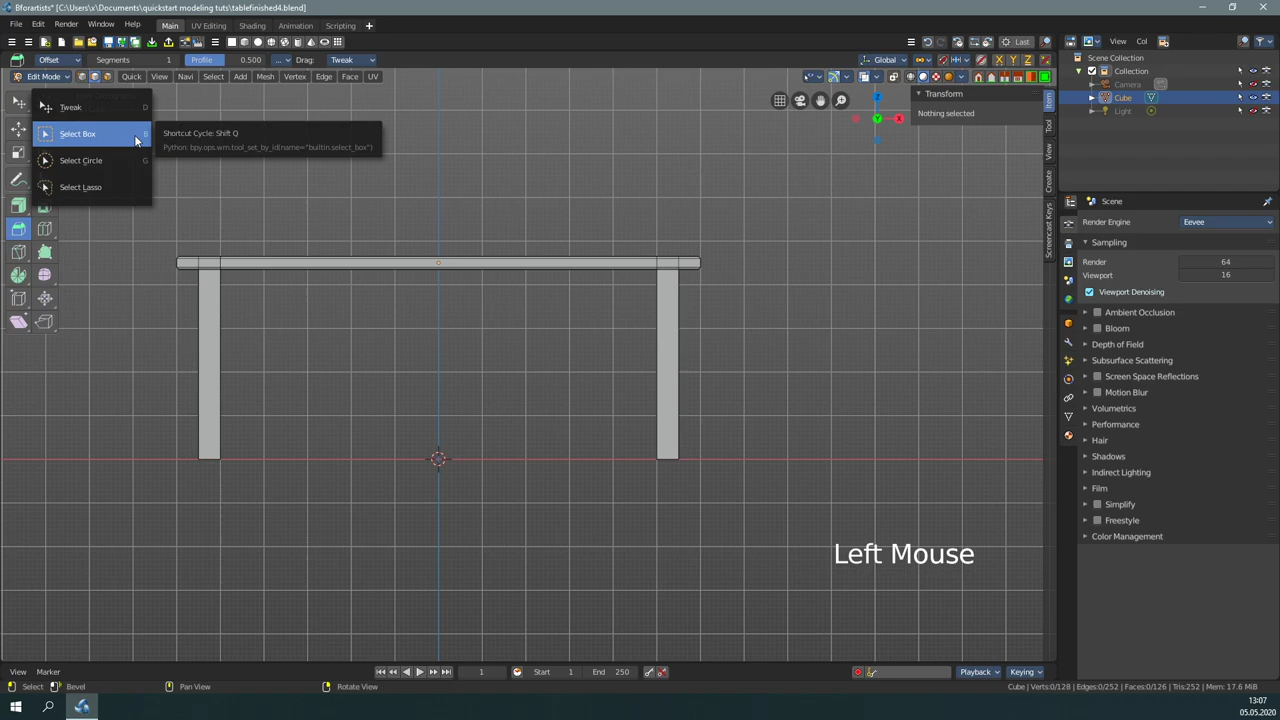 Bforartists* [C:\Users\x\Documents\quickstart modeling tuts\tablefinished4.blend]
File Edit Render Window Help Main UV Editing Shading Animation Scripting
Last
View Col
Offset Segments 1 Profile 0.500 ... Drag: Tweak Global X Y Z
Edit Mode Quick View Navi Select Add Mesh Vertex Edge Face UV
Scene Collection
Collection
Camera
Cube
Light
Tweak D
Select Box B
Select Circle G
Select Lasso
Shortcut Cycle: Shift Q
Python: bpy.ops.wm.tool_set_by_id(name="builtin.select_box")
Z
Y X
Transform
Nothing selected
Item
Tool
View
Create
Screencast Keys
Scene
Render Engine Eevee
Sampling
Render 64
Viewport 16
Viewport Denoising
Ambient Occlusion
Bloom
Depth of Field
Subsurface Scattering
Screen Space Reflections
Motion Blur
Volumetrics
Performance
Hair
Shadows
Indirect Lighting
Film
Simplify
Freestyle
Color Management
Left Mouse
View Marker 1 Start 1 End 250 Playback Keying
Select Bevel Pan View Rotate View Cube | Verts:0/128 | Edges:0/252 | Faces:0/126 | Tris:252 | Mem: 17.6 MiB
13:07
05.05.2020